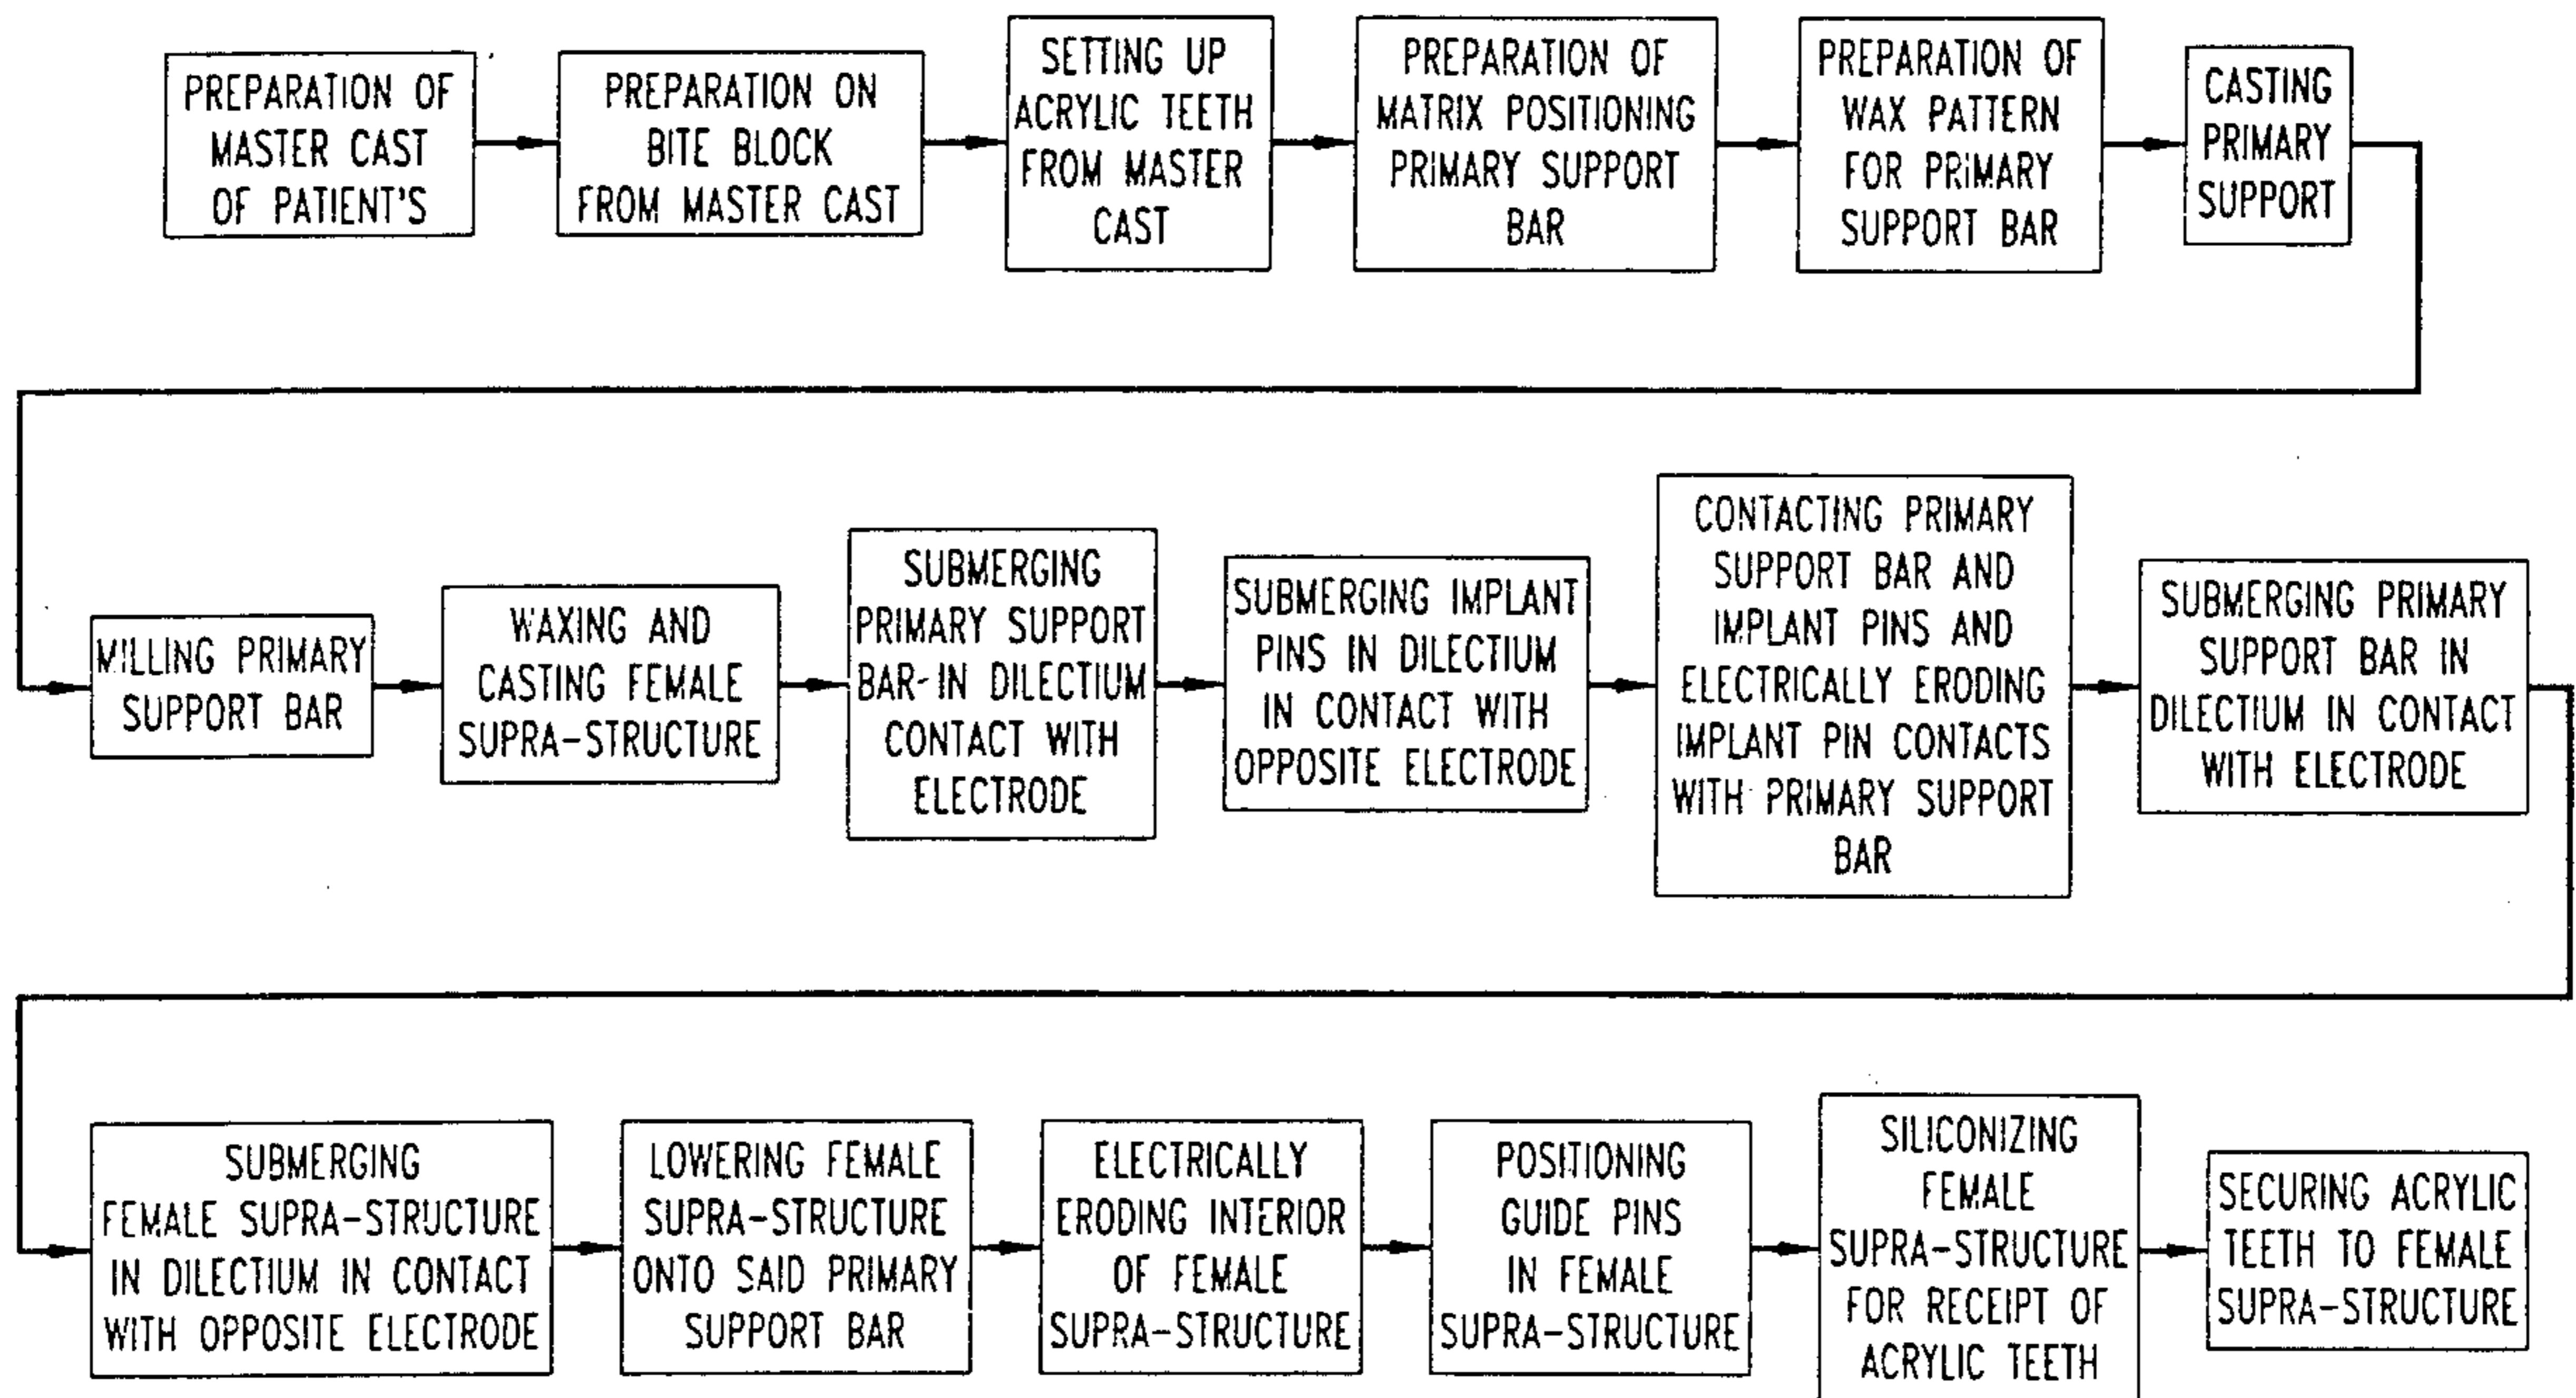 PREPARATION OF
MASTER CAST
OF PATIENT'S
PREPARATION ON
BITE BLOCK
FROM MASTER CAST
SETTING UP
ACRYLIC TEETH
FROM MASTER
CAST
PREPARATION OF
MATRIX POSITIONING
PRIMARY SUPPORT
BAR
PREPARATION OF
WAX PATTERN
FOR PRIMARY
SUPPORT BAR
CASTING
PRIMARY
SUPPORT
MILLING PRIMARY
SUPPORT BAR
WAXING AND
CASTING FEMALE
SUPRA-STRUCTURE
SUBMERGING
PRIMARY SUPPORT
BAR-IN DILECTIUM
CONTACT WITH
ELECTRODE
SUBMERGING IMPLANT
PINS IN DILECTIUM
IN CONTACT WITH
OPPOSITE ELECTRODE
CONTACTING PRIMARY
SUPPORT BAR AND
IMPLANT PINS AND
ELECTRICALLY ERODING
IMPLANT PIN CONTACTS
WITH PRIMARY SUPPORT
BAR
SUBMERGING PRIMARY
SUPPORT BAR IN
DILECTIUM IN CONTACT
WITH ELECTRODE
SUBMERGING
FEMALE SUPRA-STRUCTURE
IN DILECTIUM IN CONTACT
WITH OPPOSITE ELECTRODE
LOWERING FEMALE
SUPRA-STRUCTURE
ONTO SAID PRIMARY
SUPPORT BAR
ELECTRICALLY
ERODING INTERIOR
OF FEMALE
SUPRA-STRUCTURE
POSITIONING
GUIDE PINS
IN FEMALE
SUPRA-STRUCTURE
SILICONIZING
FEMALE
SUPRA-STRUCTURE
FOR RECEIPT OF
ACRYLIC TEETH
SECURING ACRYLIC
TEETH TO FEMALE
SUPRA-STRUCTURE